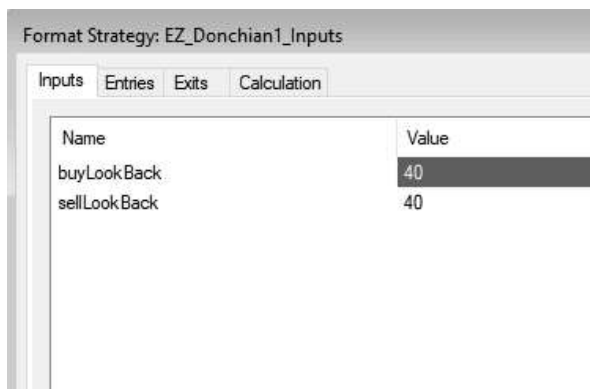 Format Strategy: EZ_Donchian1_Inputs
Inputs Entries Exits Calculation
Name Value
buyLookBack 40
sellLookBack 40